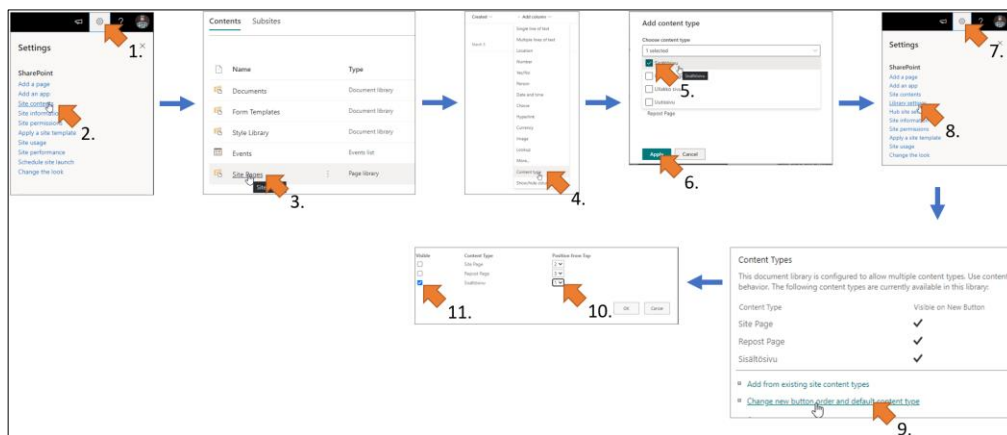 ?
1.
Settings
SharePoint
Add a page
Add an app
Site contents
Site information
Site permissions
Apply a site template
Site usage
Site performance
Schedule site launch
Change the look
2.
Contents Subsites
Name Type
Documents Document library
Form Templates Document library
Style Library Document library
Events Events list
Site Pages Page library
3.
Created Add column
Single line of text
Multiple lines of text
Location
Number
Yes/No
Person
Date and time
Choice
Hyperlink
Currency
Image
Lookup
More...
Content type
Show/hide
4.
Add content type
Choose content type
1 selected
Sisältösivu
5.
Repost Page
Apply Cancel
6.
?
7.
Settings
SharePoint
Add a page
Add an app
Site contents
Library settings
Hub site
Site information
8.
Site permissions
Apply a site template
Site usage
Change the look
Content Types
This document library is configured to allow multiple content types. Use content
behavior. The following content types are currently available in this library:
Content Type Visible on New Button
Site Page
Repost Page
Sisältösivu
Add from existing site content types
Change new button order and default content type
9.
Visible Content Type Position from Top
Site Page 2
Repost Page 3
Sisältösivu 1
11. 10.
OK Cancel